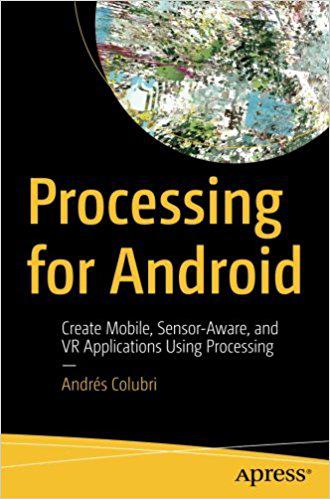 Processing
for Android
Create Mobile, Sensor-Aware, and
VR Applications Using Processing
—
Andrés Colubri
Apress®